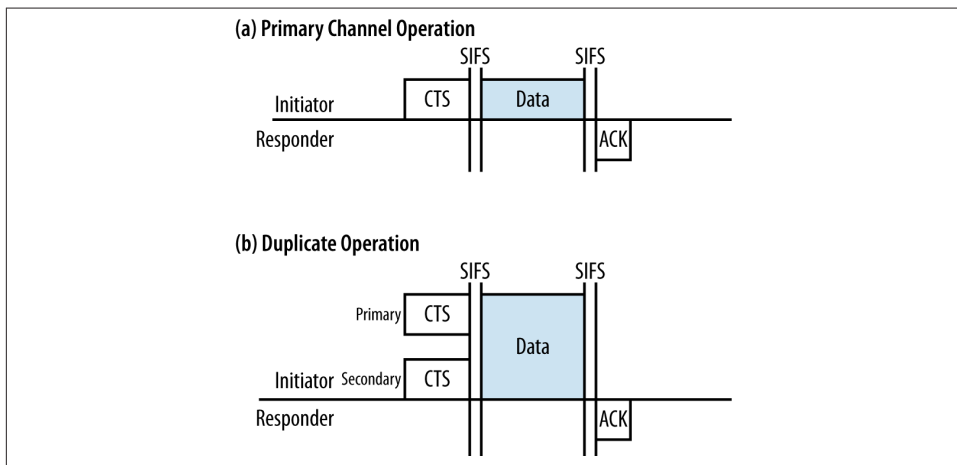 (a) Primary Channel Operation
SIFS SIFS
CTS Data
Initiator
Responder ACK
(b) Duplicate Operation
SIFS SIFS
Primary CTS
Data
Initiator Secondary CTS
Responder ACK